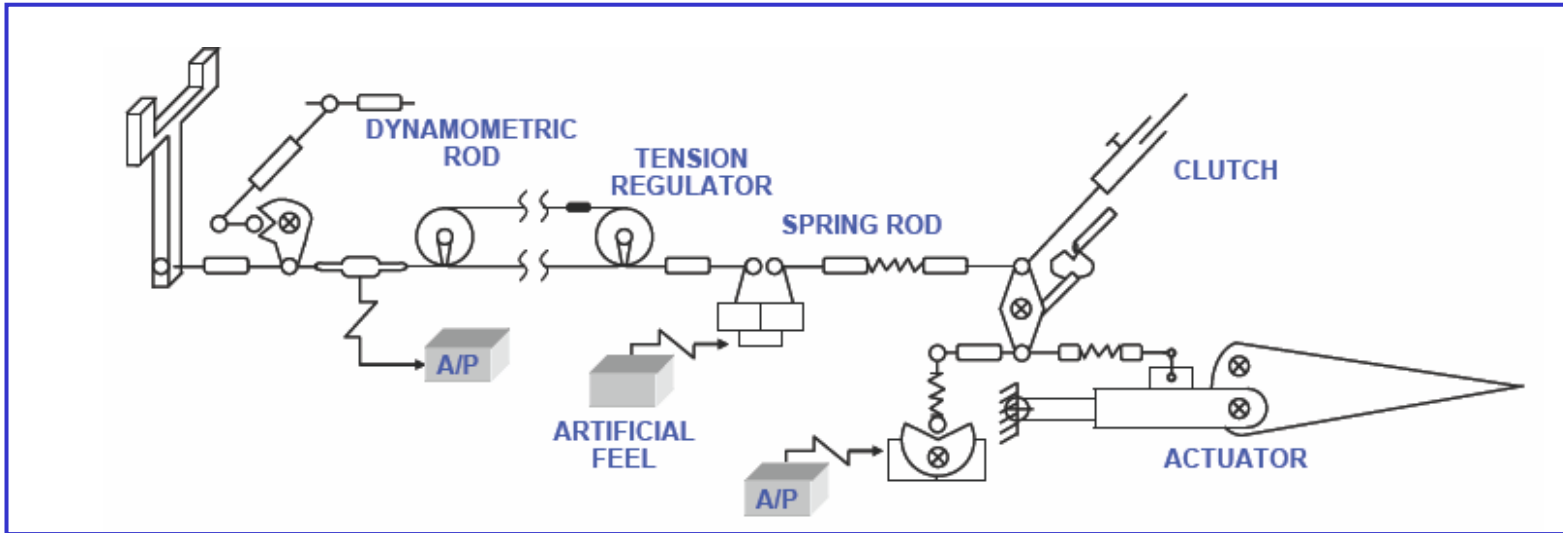 DYNAMOMETRIC
ROD
TENSION
REGULATOR
CLUTCH
SPRING ROD
A/P
ARTIFICIAL
FEEL
A/P
ACTUATOR